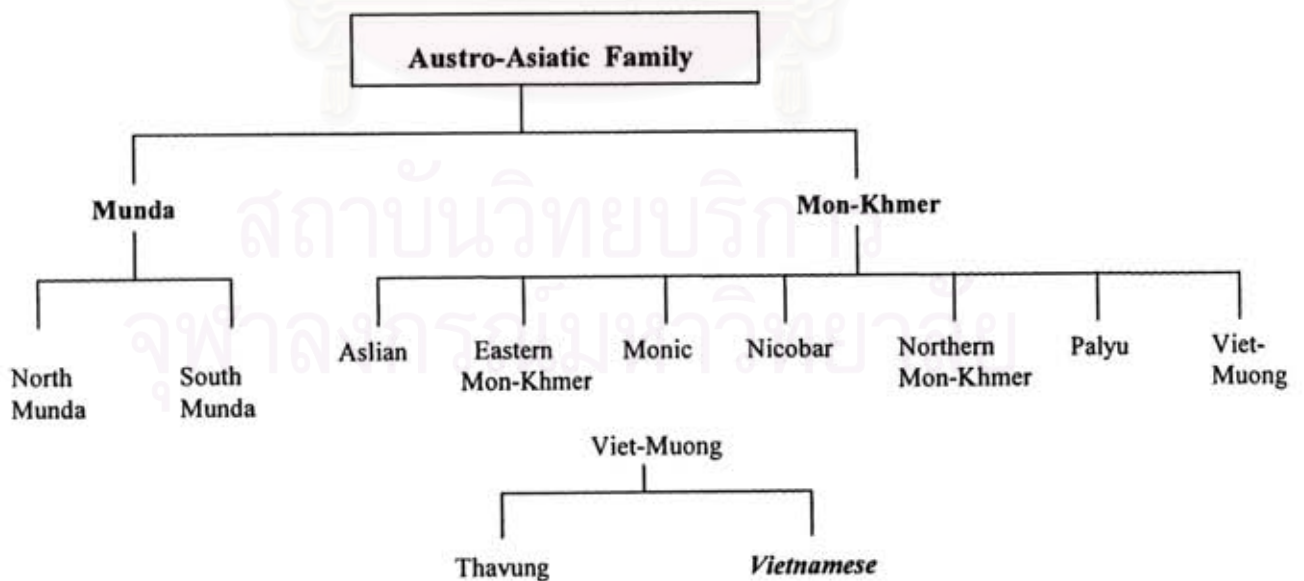 Austro-Asiatic Family
Munda
Mon-Khmer
สถาบันวิทยบริการ
จุฬาลงกรณ์มหาวิทยาลัย
North
Munda
South
Munda
Aslian
Eastern
Mon-Khmer
Monic
Nicobar
Northern
Mon-Khmer
Palyu
Viet-
Muong
Viet-Muong
Thavung
Vietnamese